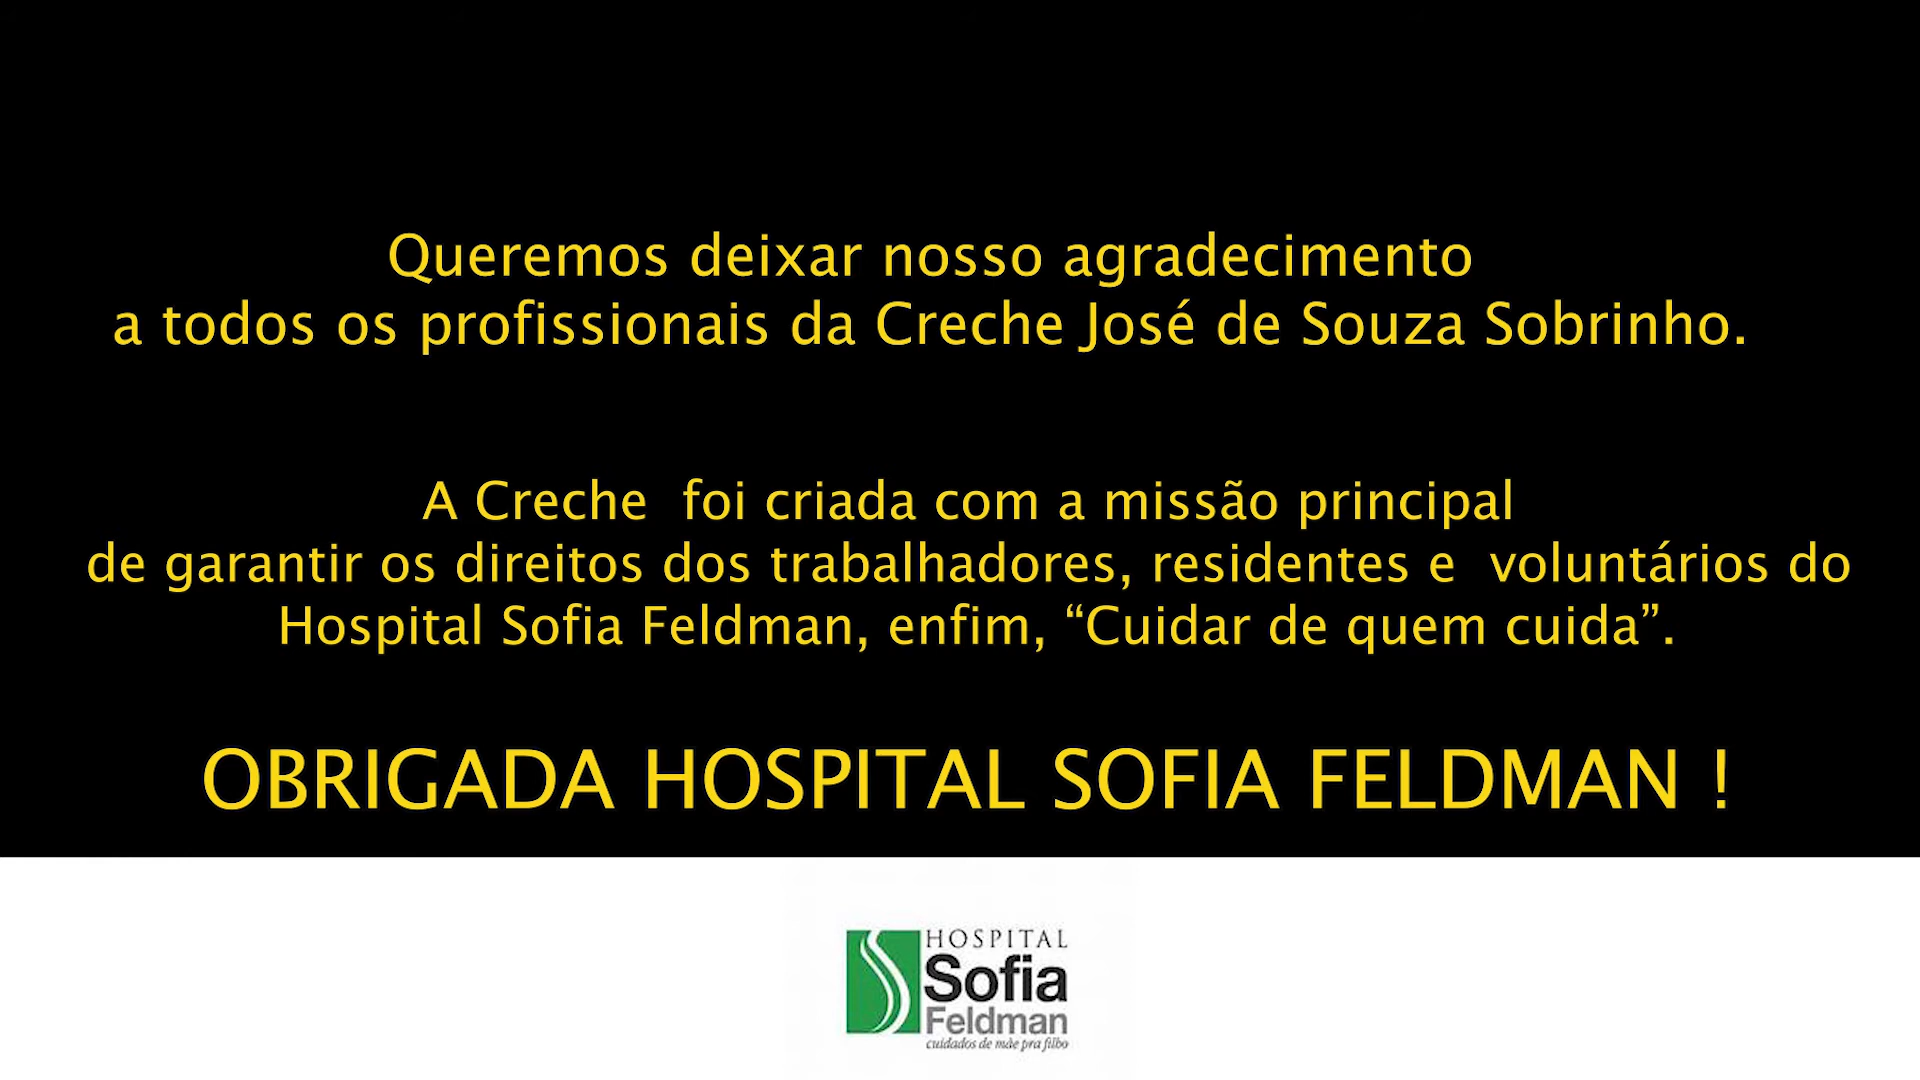 Queremos deixar nosso agradecimento
a todos os profissionais da Creche José de Souza Sobrinho.
A Creche  foi criada com a missão principal
de garantir os direitos dos trabalhadores, residentes e  voluntários do
Hospital Sofia Feldman, enfim, “Cuidar de quem cuida”.
OBRIGADA HOSPITAL SOFIA FELDMAN !
HOSPITAL
Sofia
Feldman
cuidados de mãe pra filho